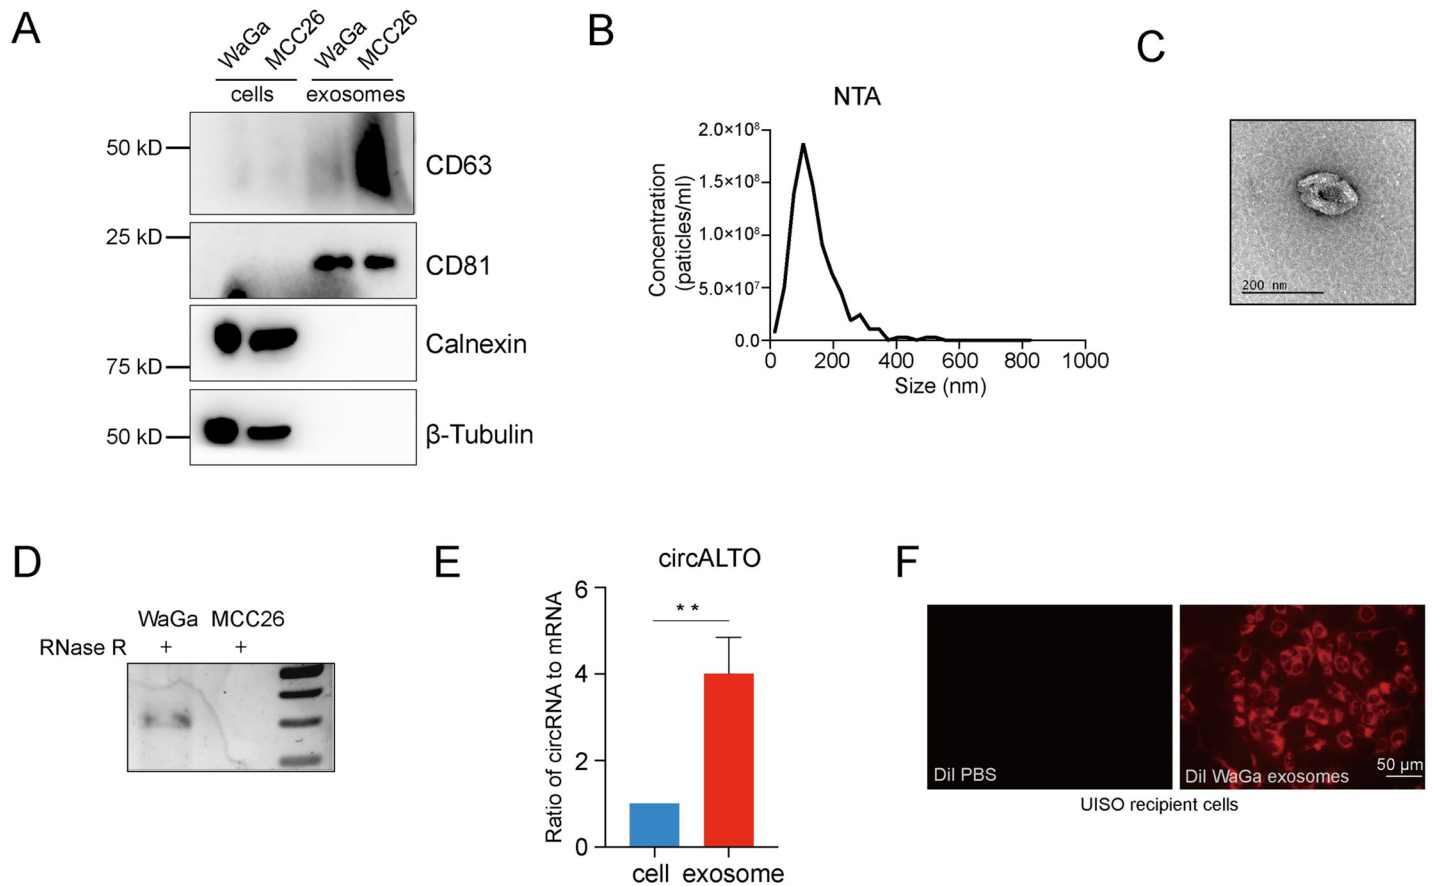 A
WaGa
MCC26
WaGa
MCC26
cells
exosomes
50 kD
CD63
25 kD
CD81
Calnexin
75 kD
50 kD
β-Tubulin
B
NTA
Concentration
(paticles/ml)
2.0×10⁸
1.5×10⁸
1.0×10⁸
5.0×10⁷
0.0
0 200 400 600 800 1000
Size (nm)
C
200 nm
D
WaGa MCC26
RNase R + +
E
circALTO
Ratio of circRNA to mRNA
6
**
4
2
0
cell exosome
F
DiI PBS
DiI WaGa exosomes
50 µm
UISO recipient cells